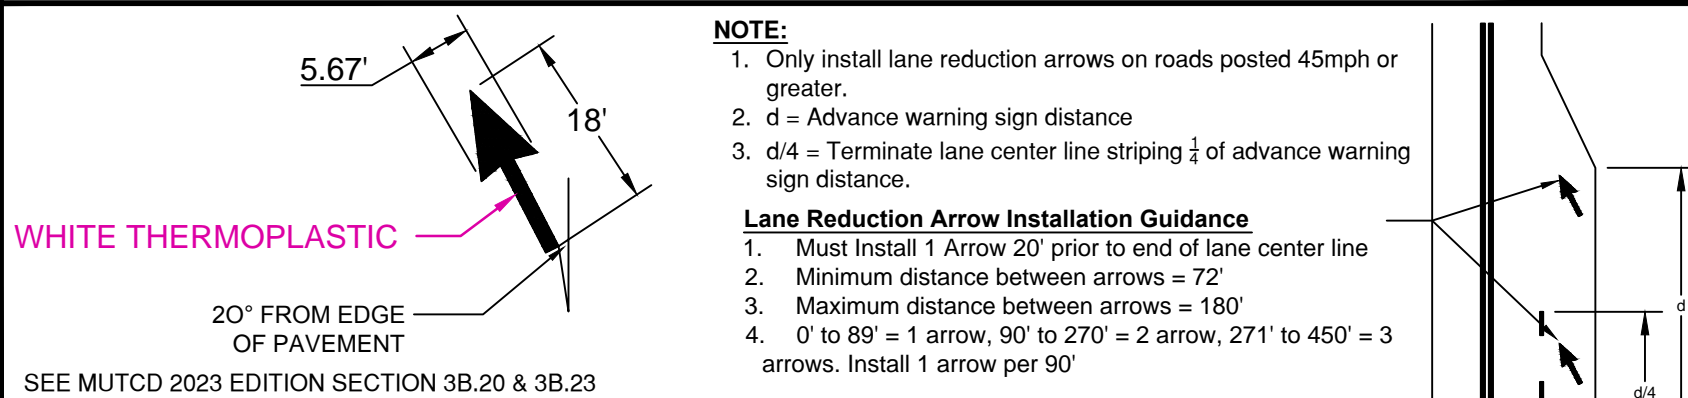 5.67'
18'
WHITE THERMOPLASTIC
2O° FROM EDGE
OF PAVEMENT
SEE MUTCD 2023 EDITION SECTION 3B.20 & 3B.23
NOTE:
1. Only install lane reduction arrows on roads posted 45mph or
greater.
2. d = Advance warning sign distance
3. d/4 = Terminate lane center line striping 1/4 of advance warning
sign distance.
Lane Reduction Arrow Installation Guidance
1. Must Install 1 Arrow 20' prior to end of lane center line
2. Minimum distance between arrows = 72'
3. Maximum distance between arrows = 180'
4. 0' to 89' = 1 arrow, 90' to 270' = 2 arrow, 271' to 450' = 3
arrows. Install 1 arrow per 90'
d
d/4